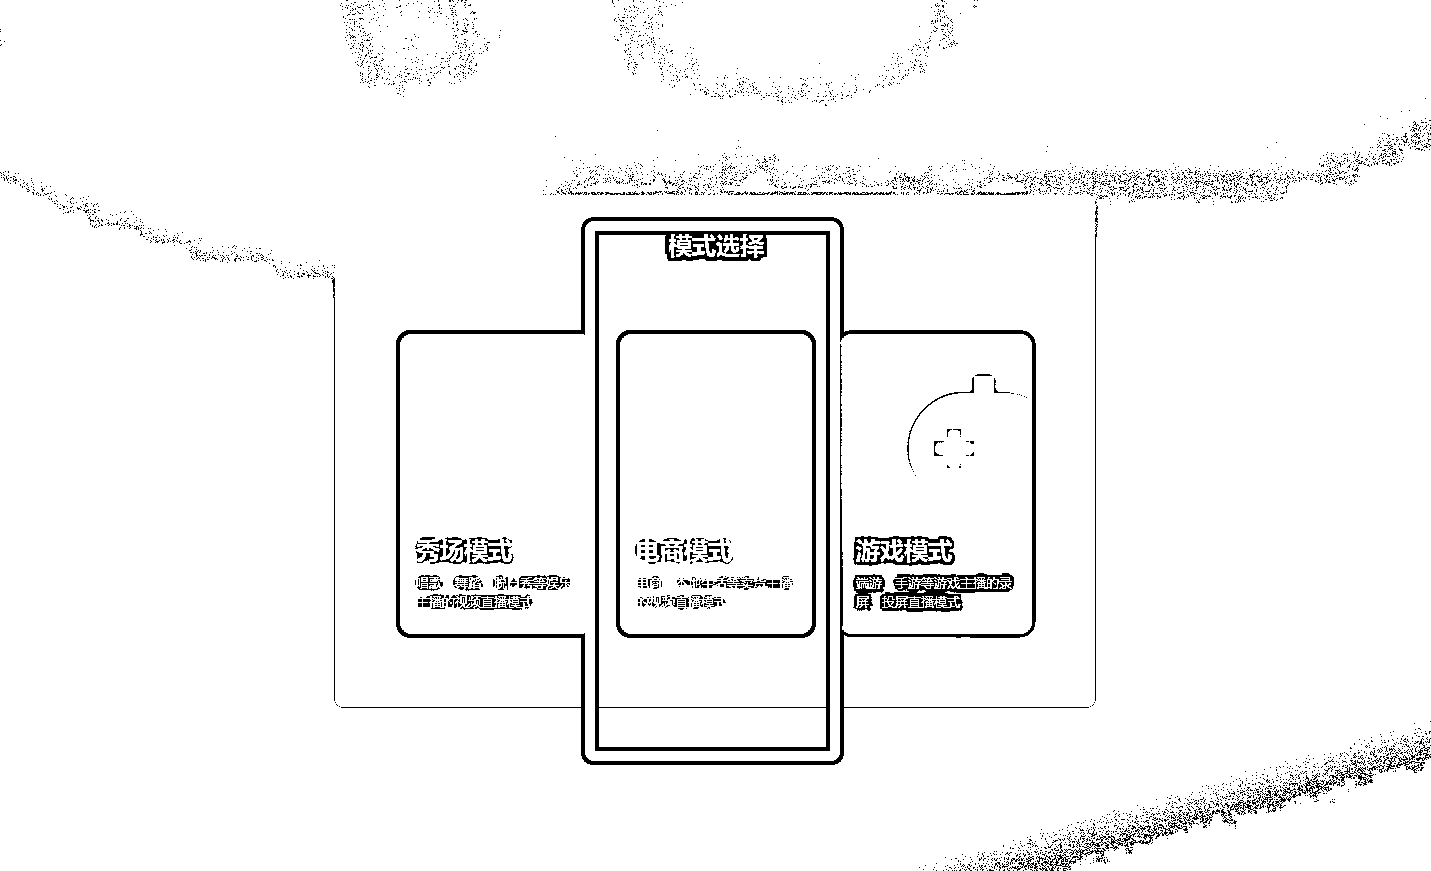 模式选择
秀场模式
唱歌、舞蹈、脱口秀等娱乐
主播的视频直播模式
电商模式
电商、本地生活等卖货主播
的视频直播模式
游戏模式
端游、手游等游戏主播的录
屏、投屏直播模式